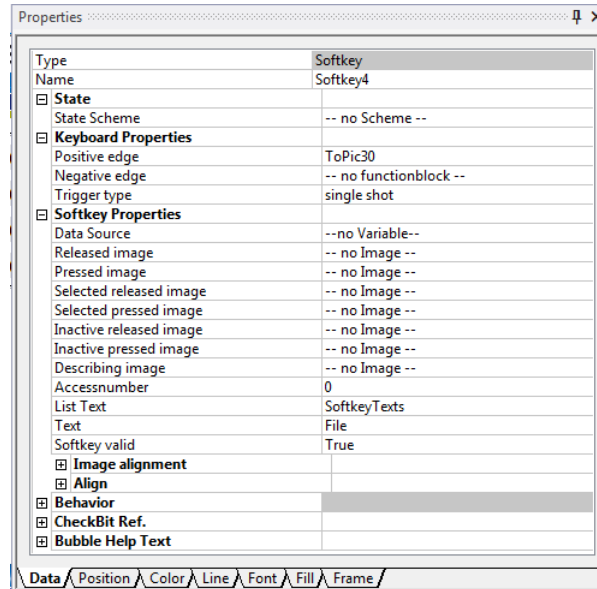 Properties
Type Softkey
Name Softkey4
State
State Scheme -- no Scheme --
Keyboard Properties
Positive edge ToPic30
Negative edge -- no functionblock --
Trigger type single shot
Softkey Properties
Data Source --no Variable--
Released image -- no Image --
Pressed image -- no Image --
Selected released image -- no Image --
Selected pressed image -- no Image --
Inactive released image -- no Image --
Inactive pressed image -- no Image --
Describing image -- no Image --
Accessnumber 0
List Text SoftkeyTexts
Text File
Softkey valid True
Image alignment
Align
Behavior
CheckBit Ref.
Bubble Help Text
Data Position Color Line Font Fill Frame